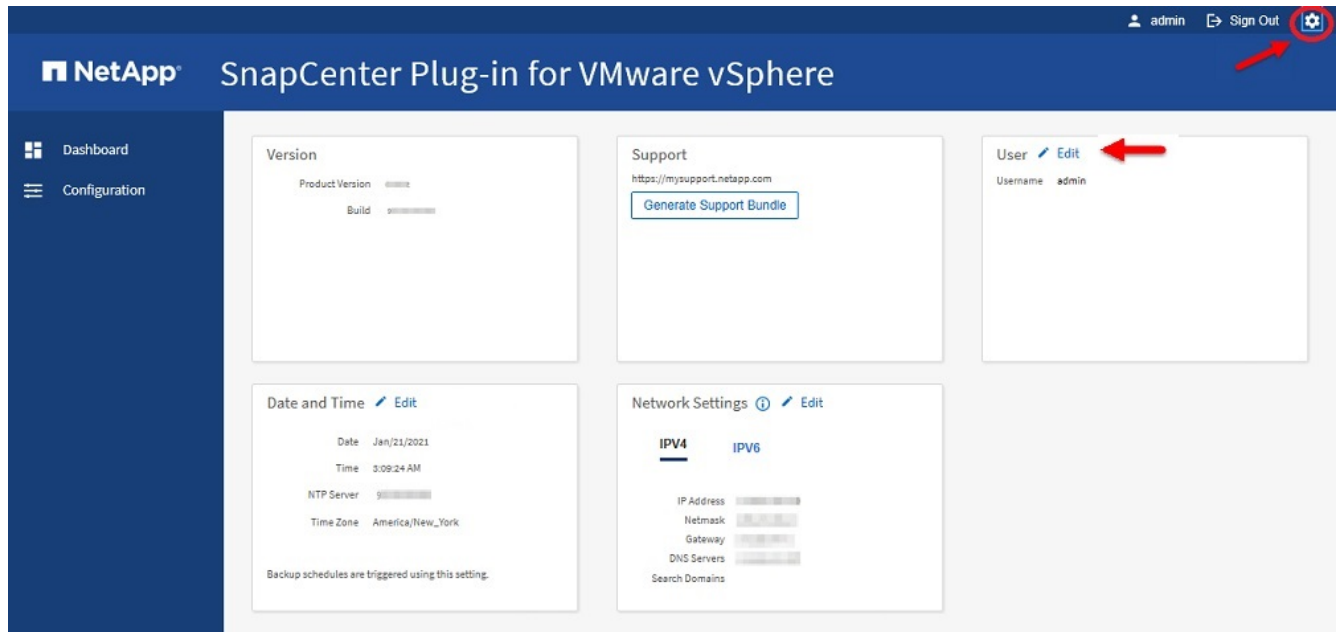 admin Sign Out
NetApp® SnapCenter Plug-in for VMware vSphere
Dashboard
Configuration
Version
Product Version
Build
Support
https://mysupport.netapp.com
Generate Support Bundle
User Edit
Username admin
Date and Time Edit
Date Jan/21/2021
Time 3:09:24 AM
NTP Server
Time Zone America/New_York
Backup schedules are triggered using this setting.
Network Settings Edit
IPV4 IPV6
IP Address
Netmask
Gateway
DNS Servers
Search Domains